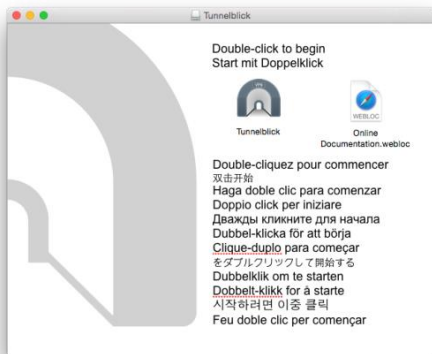 Tunnelblick
Double-click to begin
Start mit Doppelklick
WEBLOC
Tunnelblick
Online
Documentation.webloc
Double-cliquez pour commencer
双击开始
Haga doble clic para comenzar
Doppio click per iniziare
Дважды кликните для начала
Dubbel-klicka för att börja
Clique-duplo para começar
をダブルクリックして開始する
Dubbelklik om te starten
Dobbelt-klikk for å starte
시작하려면 이중 클릭
Feu doble clic per començar